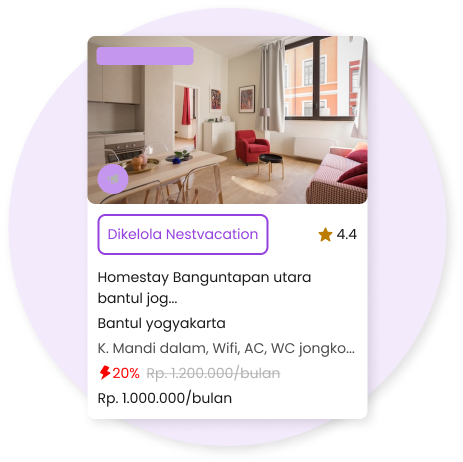 Dikelola Nestvacation
4.4
Homestay Banguntapan utara
bantul jog...
Bantul yogyakarta
K. Mandi dalam, Wifi, AC, WC jongko...
20% Rp. 1.200.000/bulan
Rp. 1.000.000/bulan